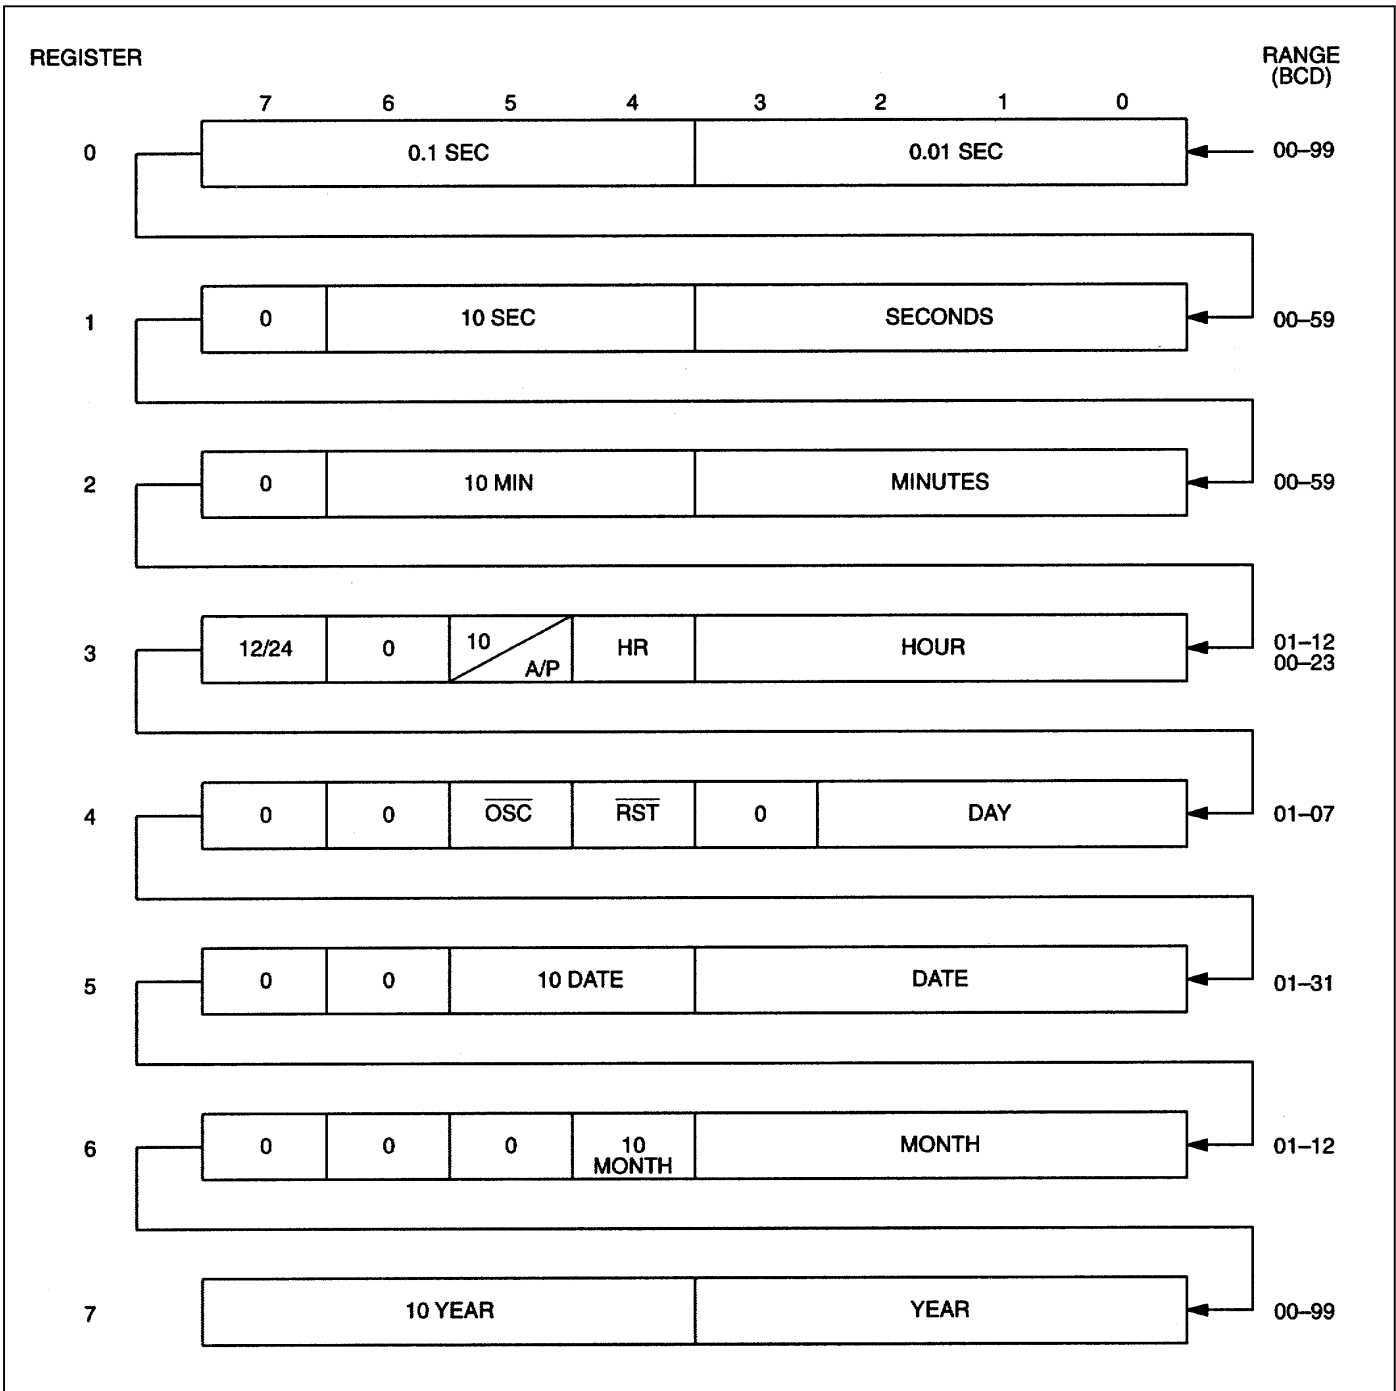 REGISTER
RANGE
(BCD)
7 6 5 4 3 2 1 0
0 0.1 SEC 0.01 SEC 00–99
1 0 10 SEC SECONDS 00–59
2 0 10 MIN MINUTES 00–59
3 12/24 0 10 A/P HR HOUR 01–12
00–23
4 0 0 O̅S̅C̅ R̅S̅T̅ 0 DAY 01–07
5 0 0 10 DATE DATE 01–31
6 0 0 0 10 MONTH MONTH 01–12
7 10 YEAR YEAR 00–99